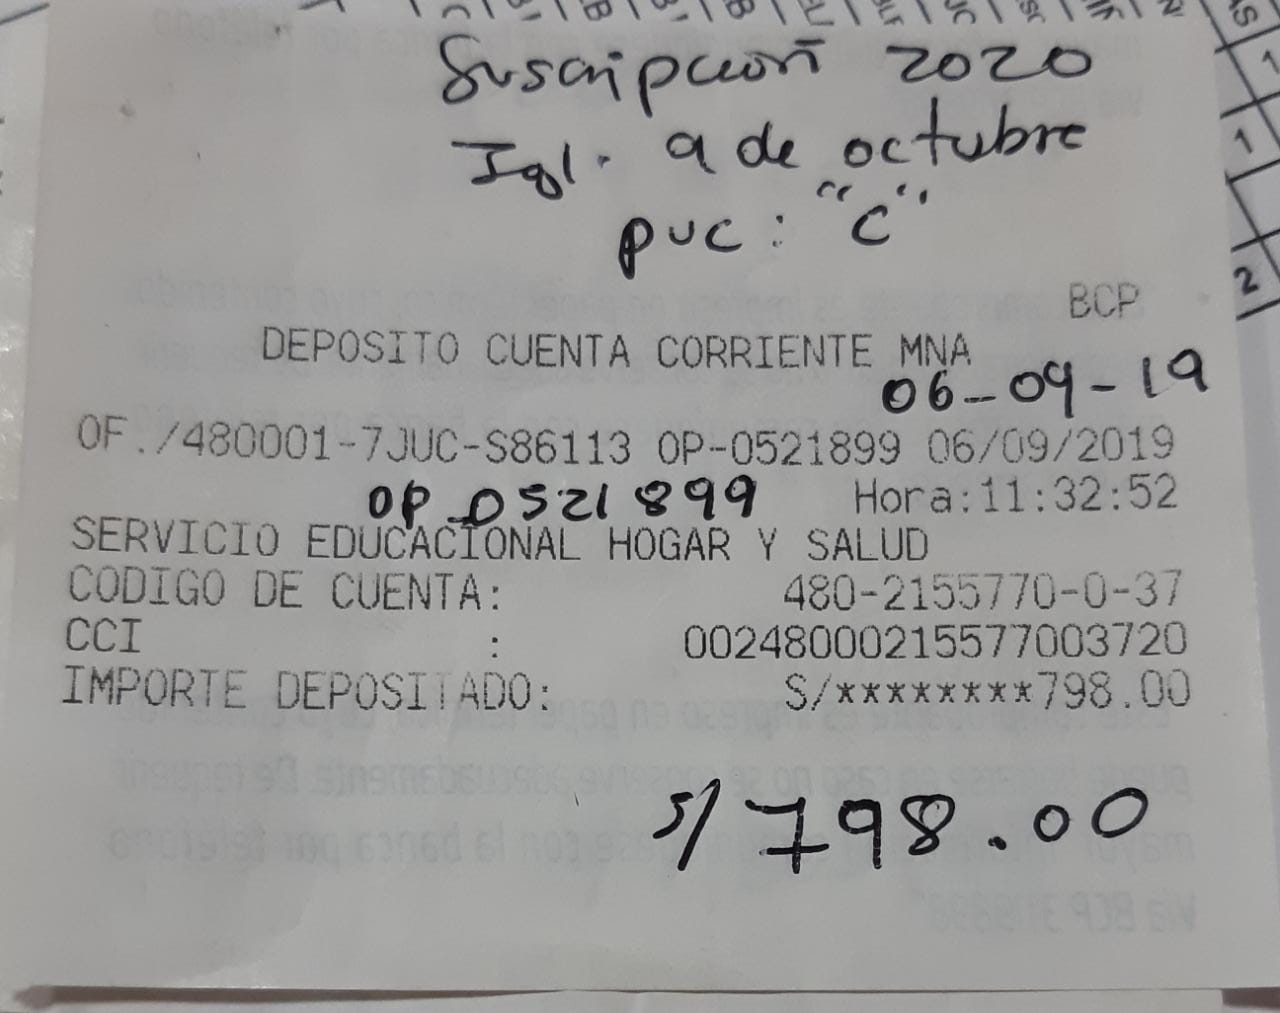 Suscripción 2020
Igl. 9 de octubre
puc: "C"
BCP
DEPOSITO CUENTA CORRIENTE MNA
06-09-19
OF./480001-7JUC-S86113 OP-0521899 06/09/2019
OP_0521899 Hora:11:32:52
SERVICIO EDUCACIONAL HOGAR Y SALUD
CODIGO DE CUENTA: 480-2155770-0-37
CCI : 00248000215577003720
IMPORTE DEPOSITADO: S/********798.00
s/798.00